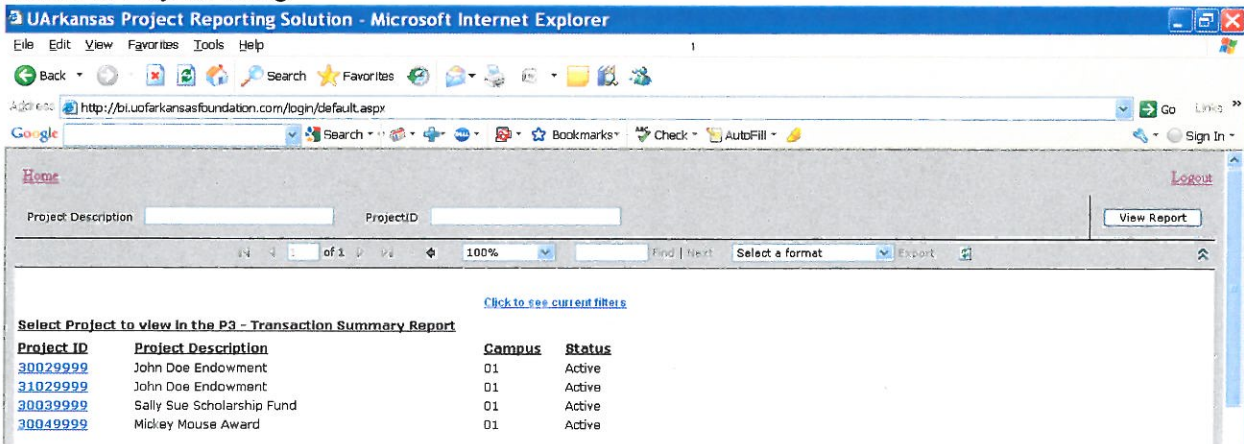 UArkansas Project Reporting Solution - Microsoft Internet Explorer
File Edit View Favorites Tools Help
Back Search Favorites
Address http://bi.uofarkansasfoundation.com/login/default.aspx Go Links »
Google Search Bookmarks Check AutoFill Sign In
Home Logout
Project Description ProjectID View Report
1 of 1 100% Find | Next Select a format Export
Click to see current filters
Select Project to view in the P3 - Transaction Summary Report
Project ID Project Description Campus Status
30029999 John Doe Endowment 01 Active
31029999 John Doe Endowment 01 Active
30039999 Sally Sue Scholarship Fund 01 Active
30049999 Mickey Mouse Award 01 Active